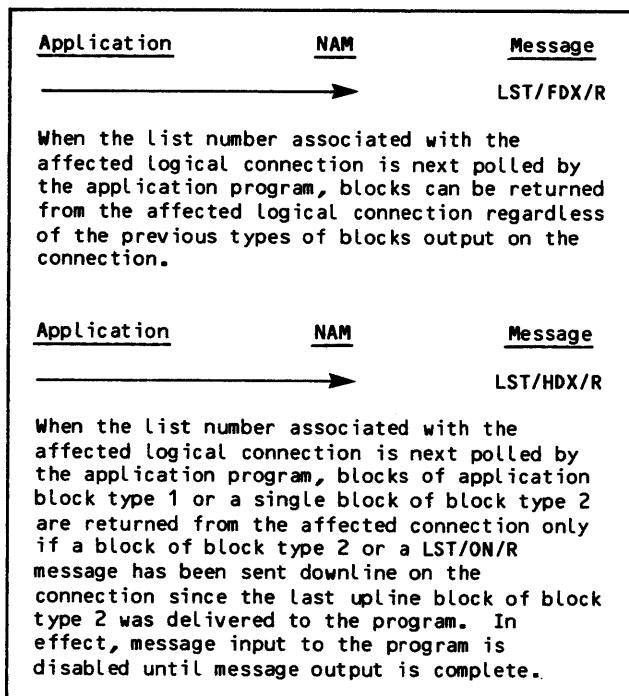 Application NAM Message
LST/FDX/R
When the list number associated with the
affected logical connection is next polled by
the application program, blocks can be returned
from the affected logical connection regardless
of the previous types of blocks output on the
connection.
Application NAM Message
LST/HDX/R
When the list number associated with the
affected logical connection is next polled by
the application program, blocks of application
block type 1 or a single block of block type 2
are returned from the affected connection only
if a block of block type 2 or a LST/ON/R
message has been sent downline on the
connection since the last upline block of block
type 2 was delivered to the program. In
effect, message input to the program is
disabled until message output is complete.